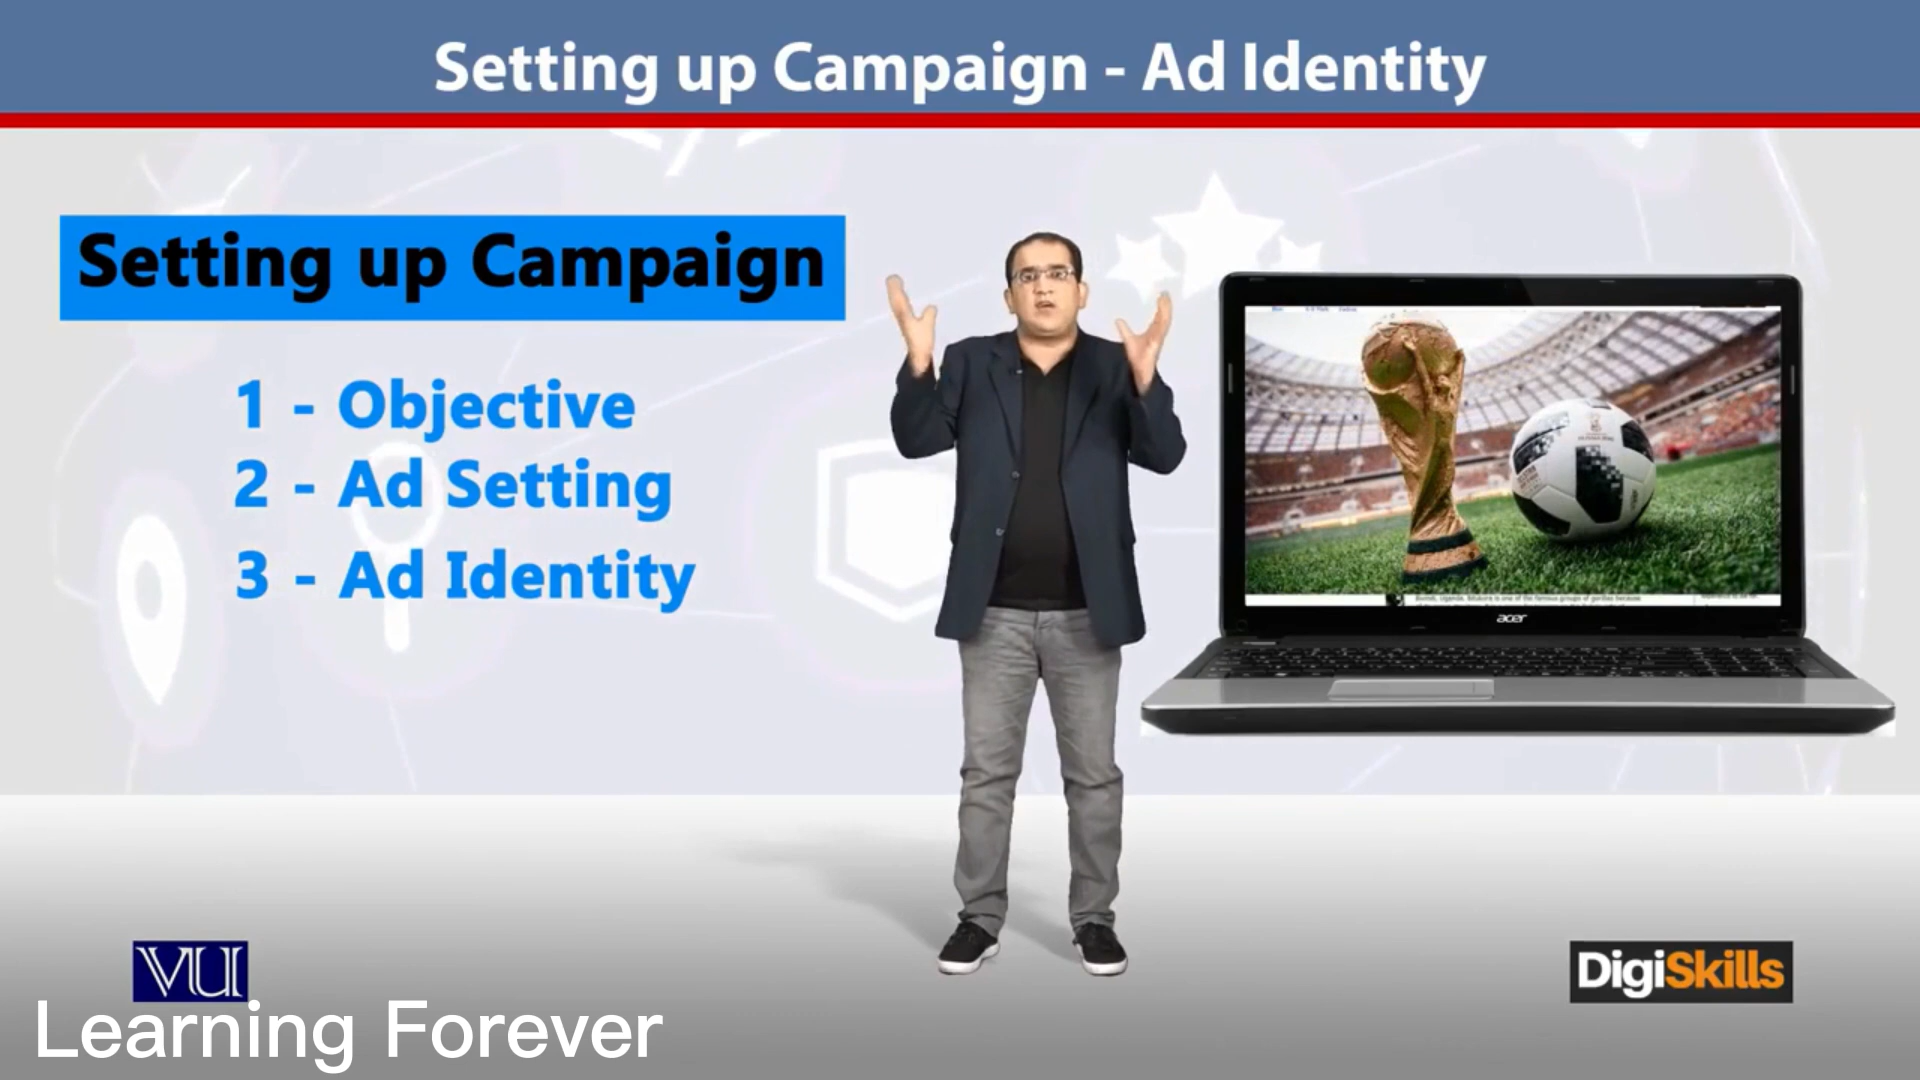 Setting up Campaign - Ad Identity
Setting up Campaign
1 - Objective
2 - Ad Setting
3 - Ad Identity
acer
VU
DigiSkills
Learning Forever